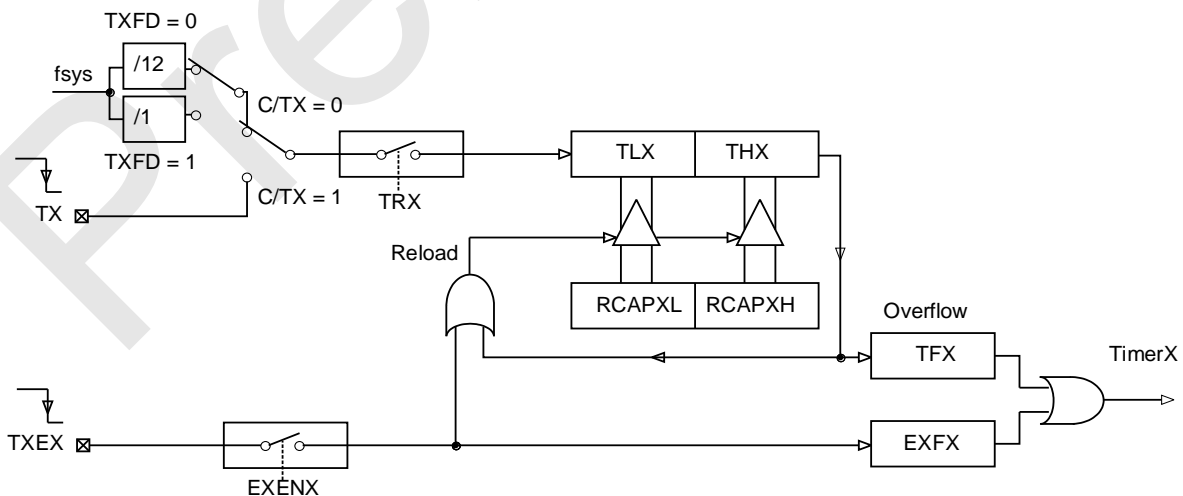 TXFD = 0
/12
fsys
C/TX = 0
/1
TXFD = 1
TLX THX
TX
C/TX = 1
TRX
Reload
RCAPXL RCAPXH
Overflow
TFX
TimerX
TXEX
EXFX
EXENX